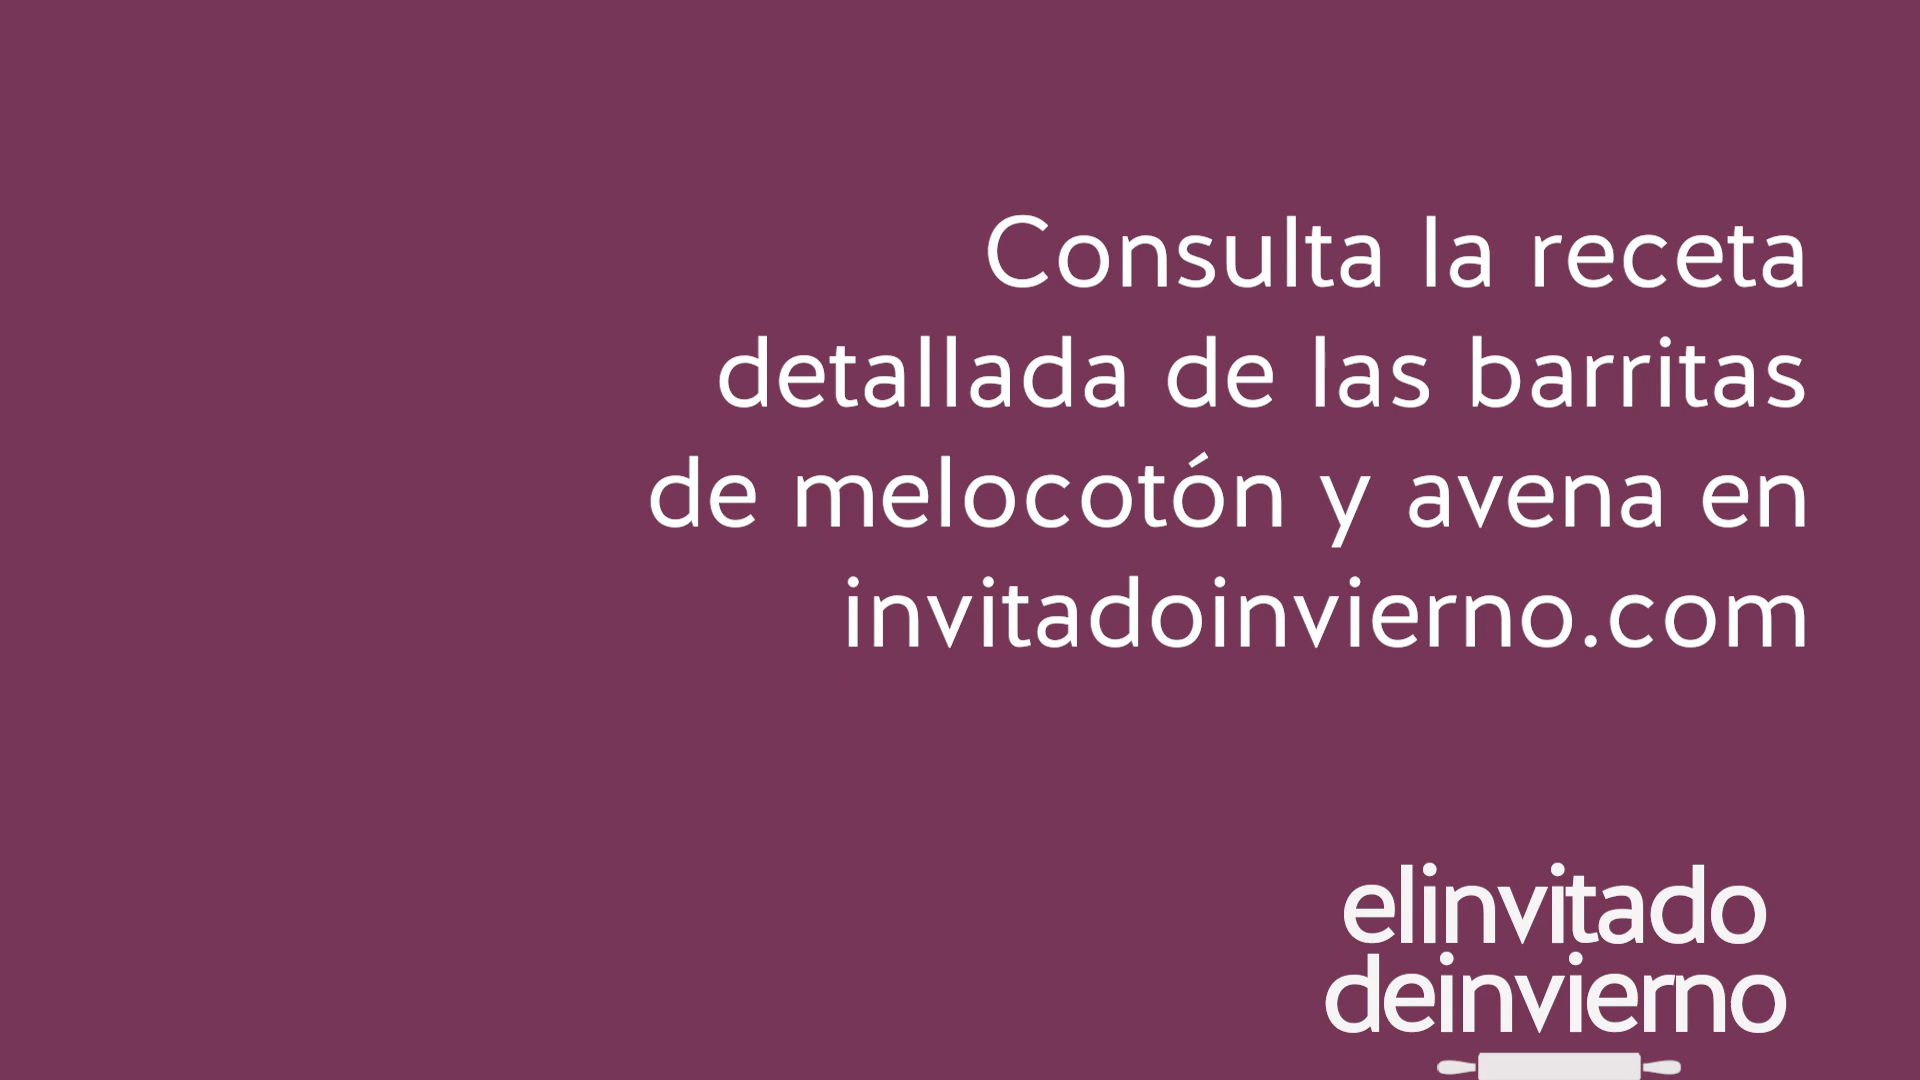 Consulta la receta
detallada de las barritas
de melocotón y avena en
invitadoinvierno.com
elinvitado
deinvierno